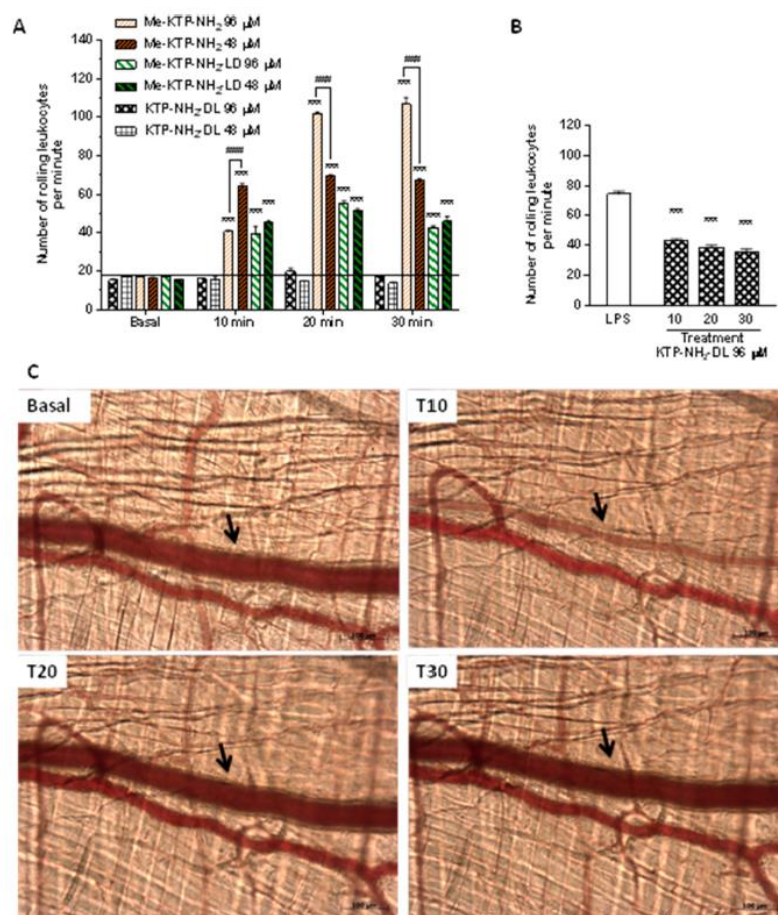 A
Number of rolling leukocytes
per minute
140
120
100
80
60
40
20
0
Me-KTP-NH₂ 96 µM
Me-KTP-NH₂ 48 µM
Me-KTP-NH₂-LD 96 µM
Me-KTP-NH₂-LD 48 µM
KTP-NH₂-DL 96 µM
KTP-NH₂-DL 48 µM
Basal
10 min
20 min
30 min
B
Number of rolling leukocytes
per minute
120
100
80
60
40
20
0
LPS
10 20 30
Treatment
KTP-NH₂-DL 96 µM
C
Basal
T10
T20
T30
100 µm
100 µm